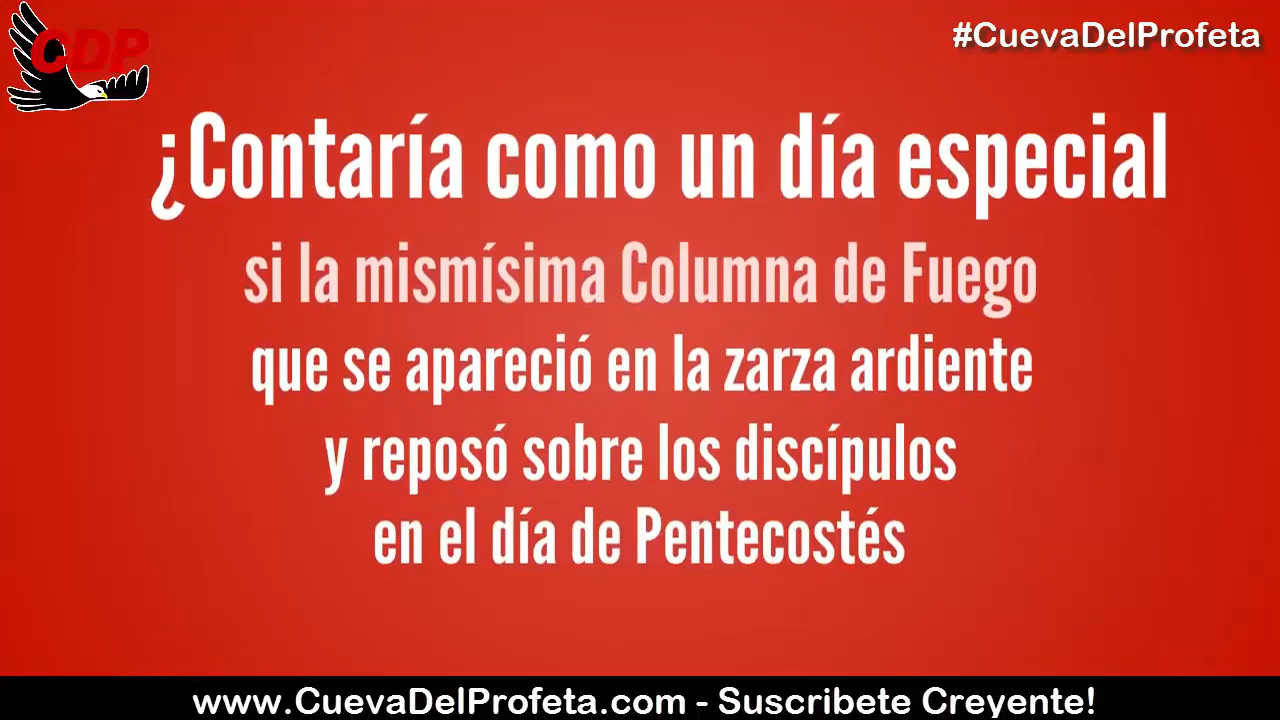 CDP
#CuevaDelProfeta
¿Contaría como un día especial
si la mismísima Columna de Fuego
que se apareció en la zarza ardiente
y reposó sobre los discípulos
en el día de Pentecostés
www.CuevaDelProfeta.com - Suscribete Creyente!